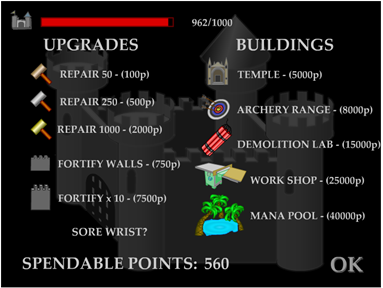 962/1000
UPGRADES
REPAIR 50 - (100p)
REPAIR 250 - (500p)
REPAIR 1000 - (2000p)
FORTIFY WALLS - (750p)
FORTIFY x 10 - (7500p)
SORE WRIST?
BUILDINGS
TEMPLE - (5000p)
ARCHERY RANGE - (8000p)
DEMOLITION LAB - (15000p)
WORK SHOP - (25000p)
MANA POOL - (40000p)
SPENDABLE POINTS: 560
OK